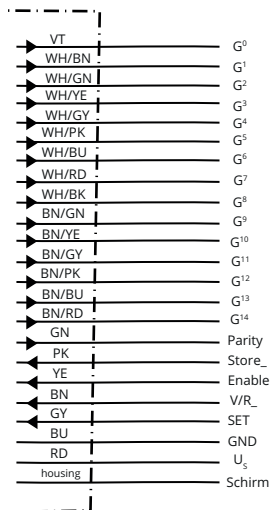 VT G⁰
WH/BN G¹
WH/GN G²
WH/YE G³
WH/GY G⁴
WH/PK G⁵
WH/BU G⁶
WH/RD G⁷
WH/BK G⁸
BN/GN G⁹
BN/YE G¹⁰
BN/GY G¹¹
BN/PK G¹²
BN/BU G¹³
BN/RD G¹⁴
GN Parity
PK Store_
YE Enable
BN V/R_
GY SET
BU GND
RD Uₛ
housing Schirm